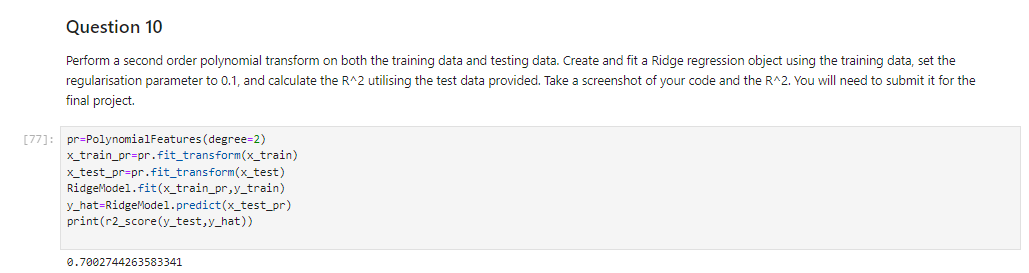 Question 10
Perform a second order polynomial transform on both the training data and testing data. Create and fit a Ridge regression object using the training data, set the
regularisation parameter to 0.1, and calculate the R^2 utilising the test data provided. Take a screenshot of your code and the R^2. You will need to submit it for the
final project.
[77]: pr=PolynomialFeatures(degree=2)
x_train_pr=pr.fit_transform(x_train)
x_test_pr=pr.fit_transform(x_test)
RidgeModel.fit(x_train_pr,y_train)
y_hat=RidgeModel.predict(x_test_pr)
print(r2_score(y_test,y_hat))
0.7002744263583341